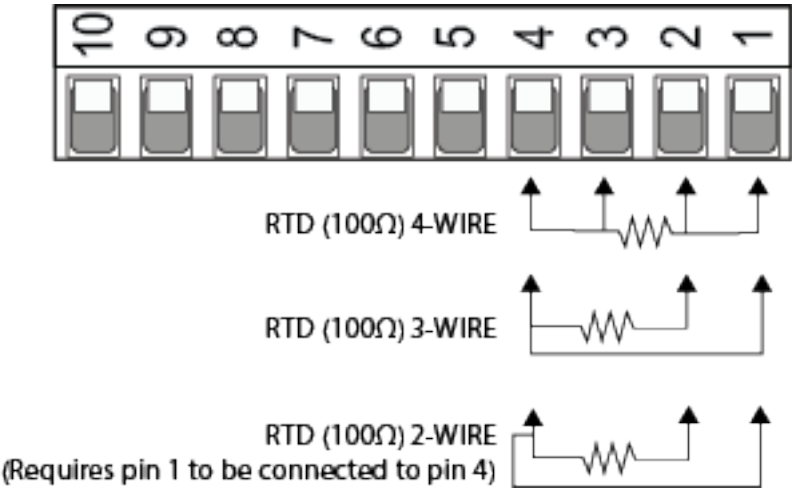 10 9 8 7 6 5 4 3 2 1
RTD (100Ω) 4-WIRE
RTD (100Ω) 3-WIRE
RTD (100Ω) 2-WIRE
(Requires pin 1 to be connected to pin 4)